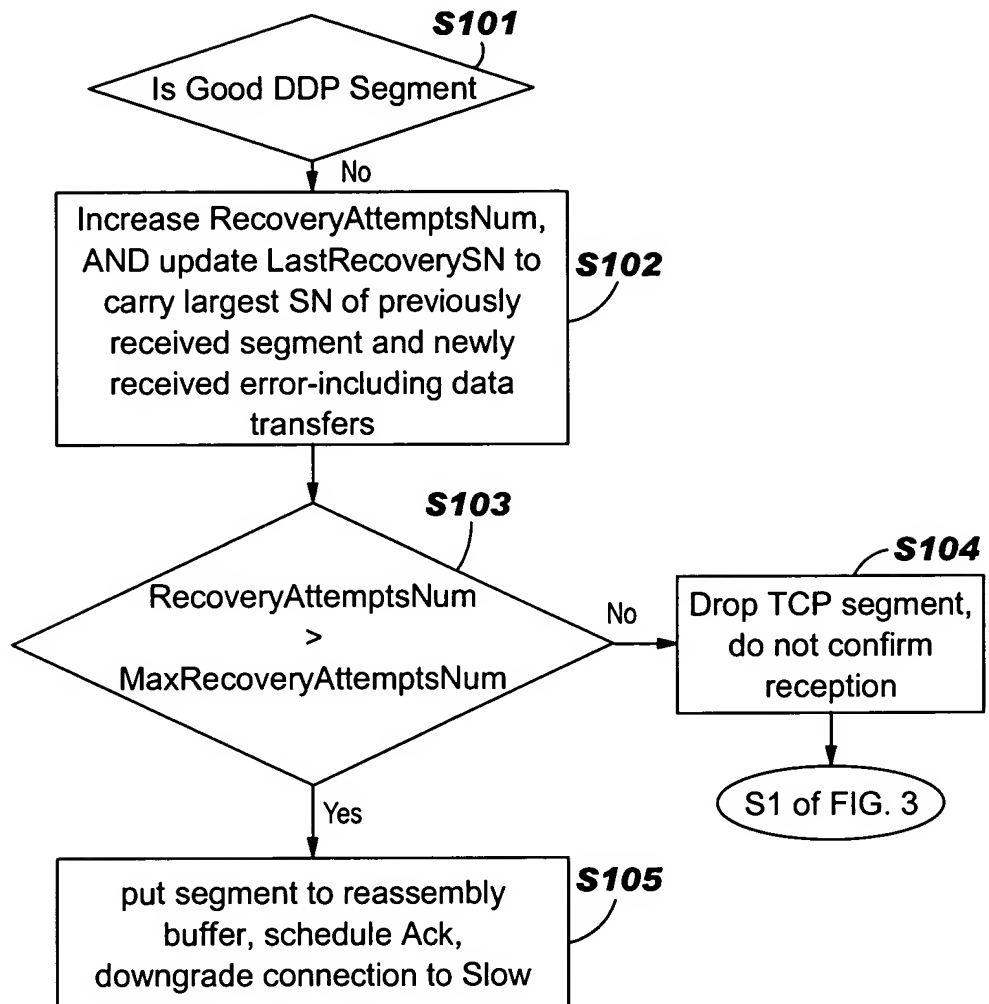 S101
Is Good DDP Segment
No
Increase RecoveryAttemptsNum,
AND update LastRecoverySN to
carry largest SN of previously
received segment and newly
received error-including data
transfers
S102
S103
RecoveryAttemptsNum
>
MaxRecoveryAttemptsNum
No
S104
Drop TCP segment,
do not confirm
reception
S1 of FIG. 3
Yes
S105
put segment to reassembly
buffer, schedule Ack,
downgrade connection to Slow